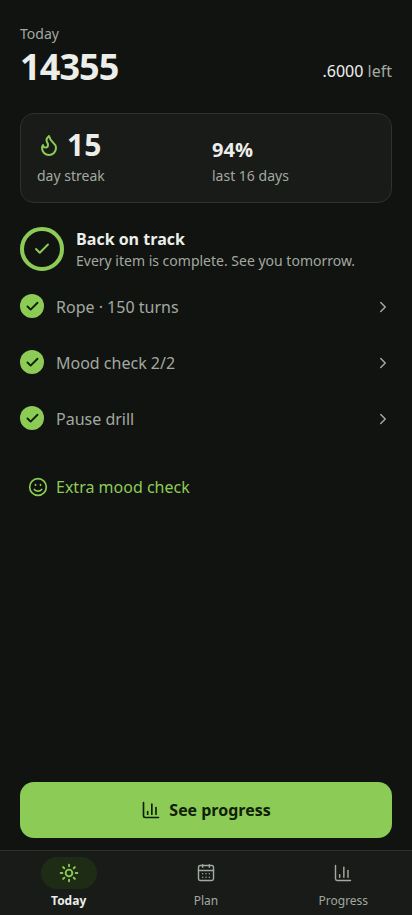 Today
14355
.6000 left
15
94%
day streak
last 16 days
Back on track
Every item is complete. See you tomorrow.
Rope · 150 turns
Mood check 2/2
Pause drill
Extra mood check
See progress
Today
Plan
Progress